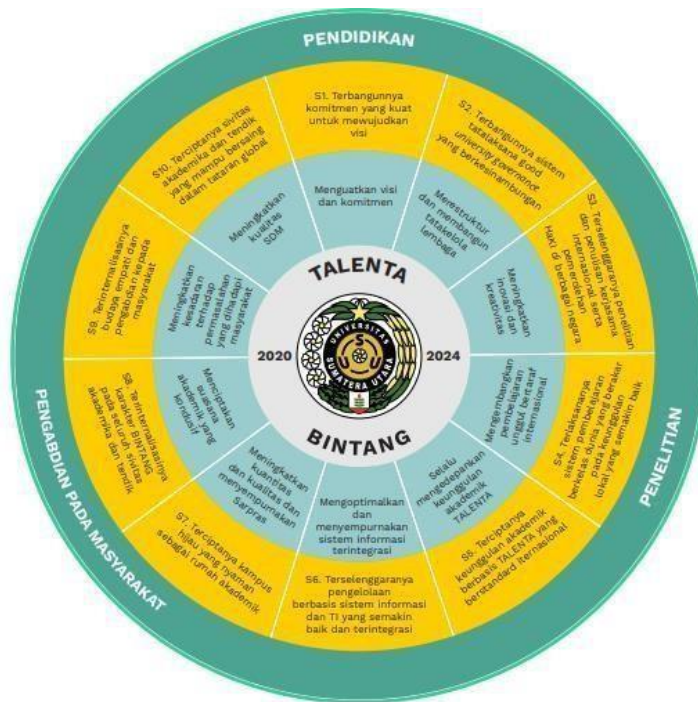 PENDIDIKAN
S1. Terbangunnya
komitmen yang kuat
untuk mewujudkan
visi
S2. Terbangunnya sistem
tatalaksana good
university governance
yang berkesinambungan
S3. Terselenggaranya penelitian
dan penulisan kerjasama
internasional serta
pemerolehan
HaKI di berbagai negara
S4. Terlaksananya
sistem pembelajaran
berkelas dunia yang berakar
pada keunggulan
lokal yang semakin baik
S5. Terciptanya
keunggulan akademik
berbasis TALENTA yang
berstandard iternasional
S6. Terselenggaranya
pengelolaan
berbasis sistem informasi
dan TI yang semakin
baik dan terintegrasi
S7. Terciptanya kampus
hijau yang nyaman
sebagai rumah akademik
S8. Terinternalisasinya
karakter BINTANG
pada seluruh sivitas
akademika dan tendik
S9. Terinternalisasinya
budaya empati dan
pengabdian kepada
masyarakat
S10. Terciptanya sivitas
akademika dan tendik
yang mampu bersaing
dalam tataran global
Menguatkan visi
dan komitmen
Merestruktur
dan membangun
tatakelola
lembaga
Meningkatkan
inovasi dan
kreativitas
Mengembangkan
pembelajaran
unggul bertaraf
internasional
Selalu
mengedepankan
keunggulan
akademik
TALENTA
Mengoptimalkan
dan
menyempurnakan
sistem informasi
terintegrasi
Meningkatkan
kuantitas
dan kualitas dan
menyempurnakan
Sarpras
Menciptakan
suasana
akademik yang
kondusif
Meningkatkan
kesadaran
terhadap
permasalahan
yang dihadapi
masyarakat
Meningkatkan
kualitas
SDM
TALENTA
2020
UNIVERSITAS
USU
SUMATERA UTARA
2024
BINTANG
PENELITIAN
PENGABDIAN PADA MASYARAKAT